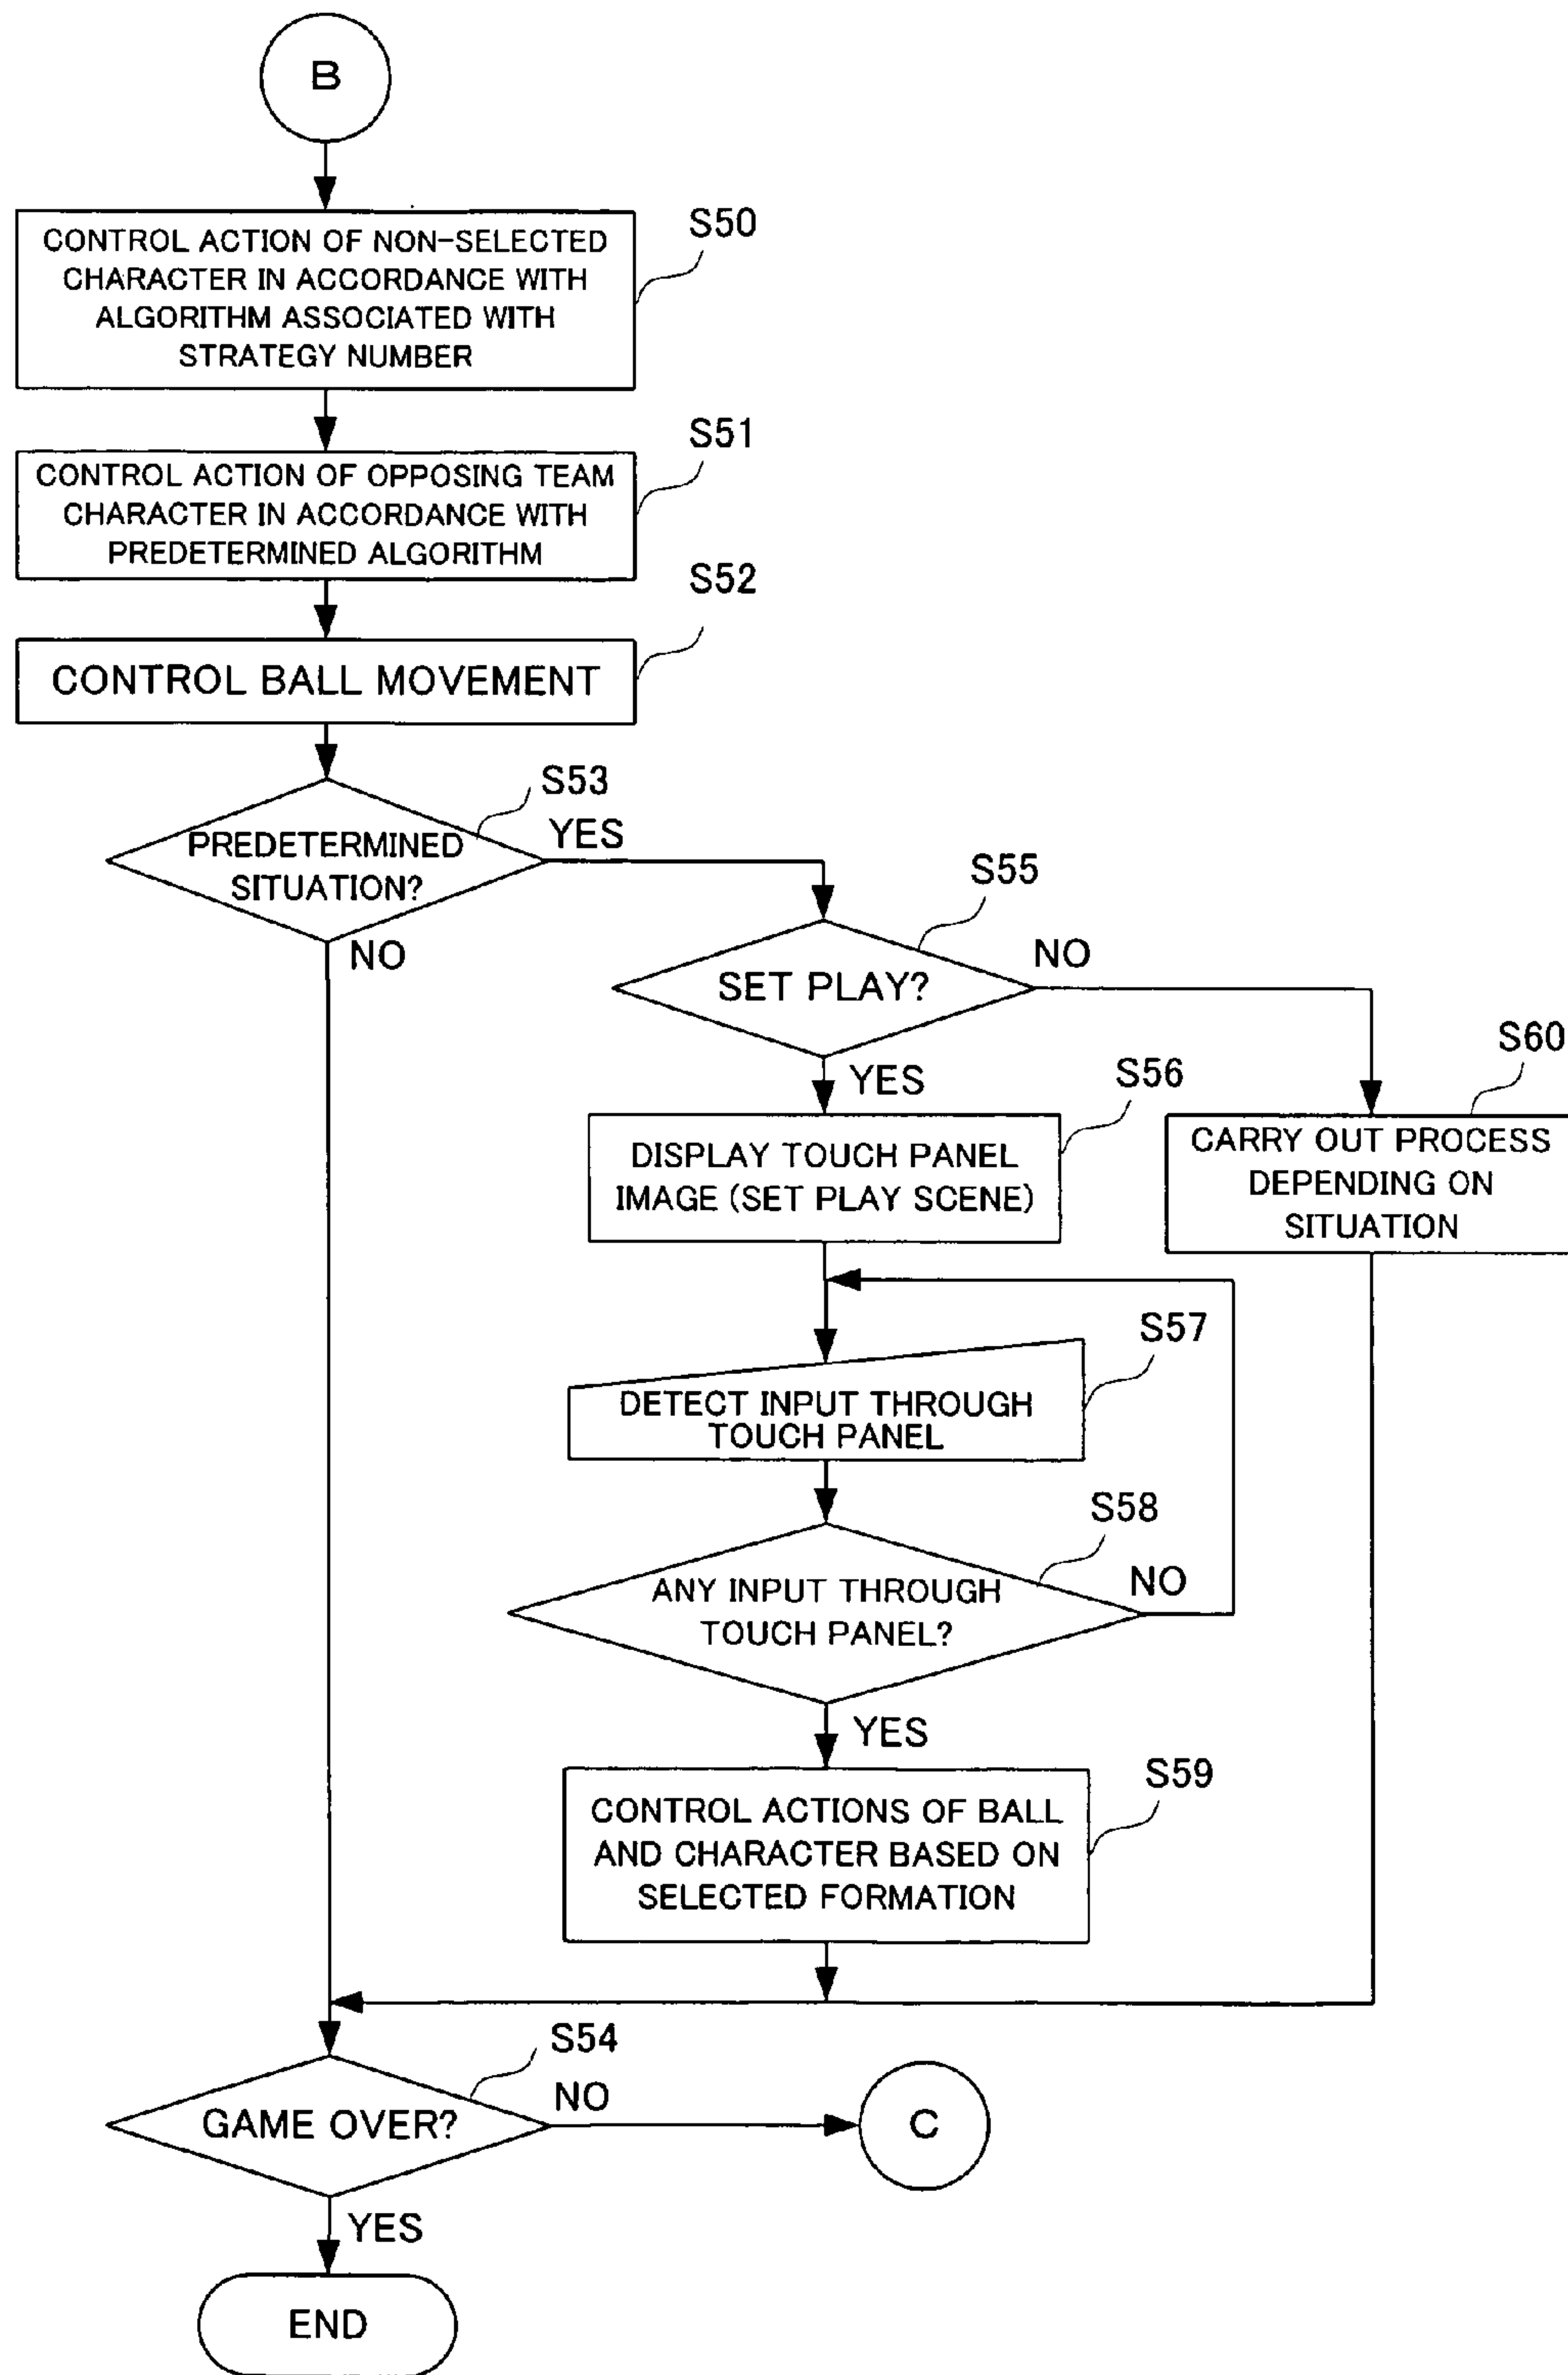 B
S50
CONTROL ACTION OF NON-SELECTED
CHARACTER IN ACCORDANCE WITH
ALGORITHM ASSOCIATED WITH
STRATEGY NUMBER
S51
CONTROL ACTION OF OPPOSING TEAM
CHARACTER IN ACCORDANCE WITH
PREDETERMINED ALGORITHM
S52
CONTROL BALL MOVEMENT
S53
PREDETERMINED
SITUATION?
YES
NO
S55
SET PLAY?
NO
YES
S56
DISPLAY TOUCH PANEL
IMAGE (SET PLAY SCENE)
S60
CARRY OUT PROCESS
DEPENDING ON
SITUATION
S57
DETECT INPUT THROUGH
TOUCH PANEL
S58
ANY INPUT THROUGH
TOUCH PANEL?
NO
YES
S59
CONTROL ACTIONS OF BALL
AND CHARACTER BASED ON
SELECTED FORMATION
S54
GAME OVER?
NO
C
YES
END